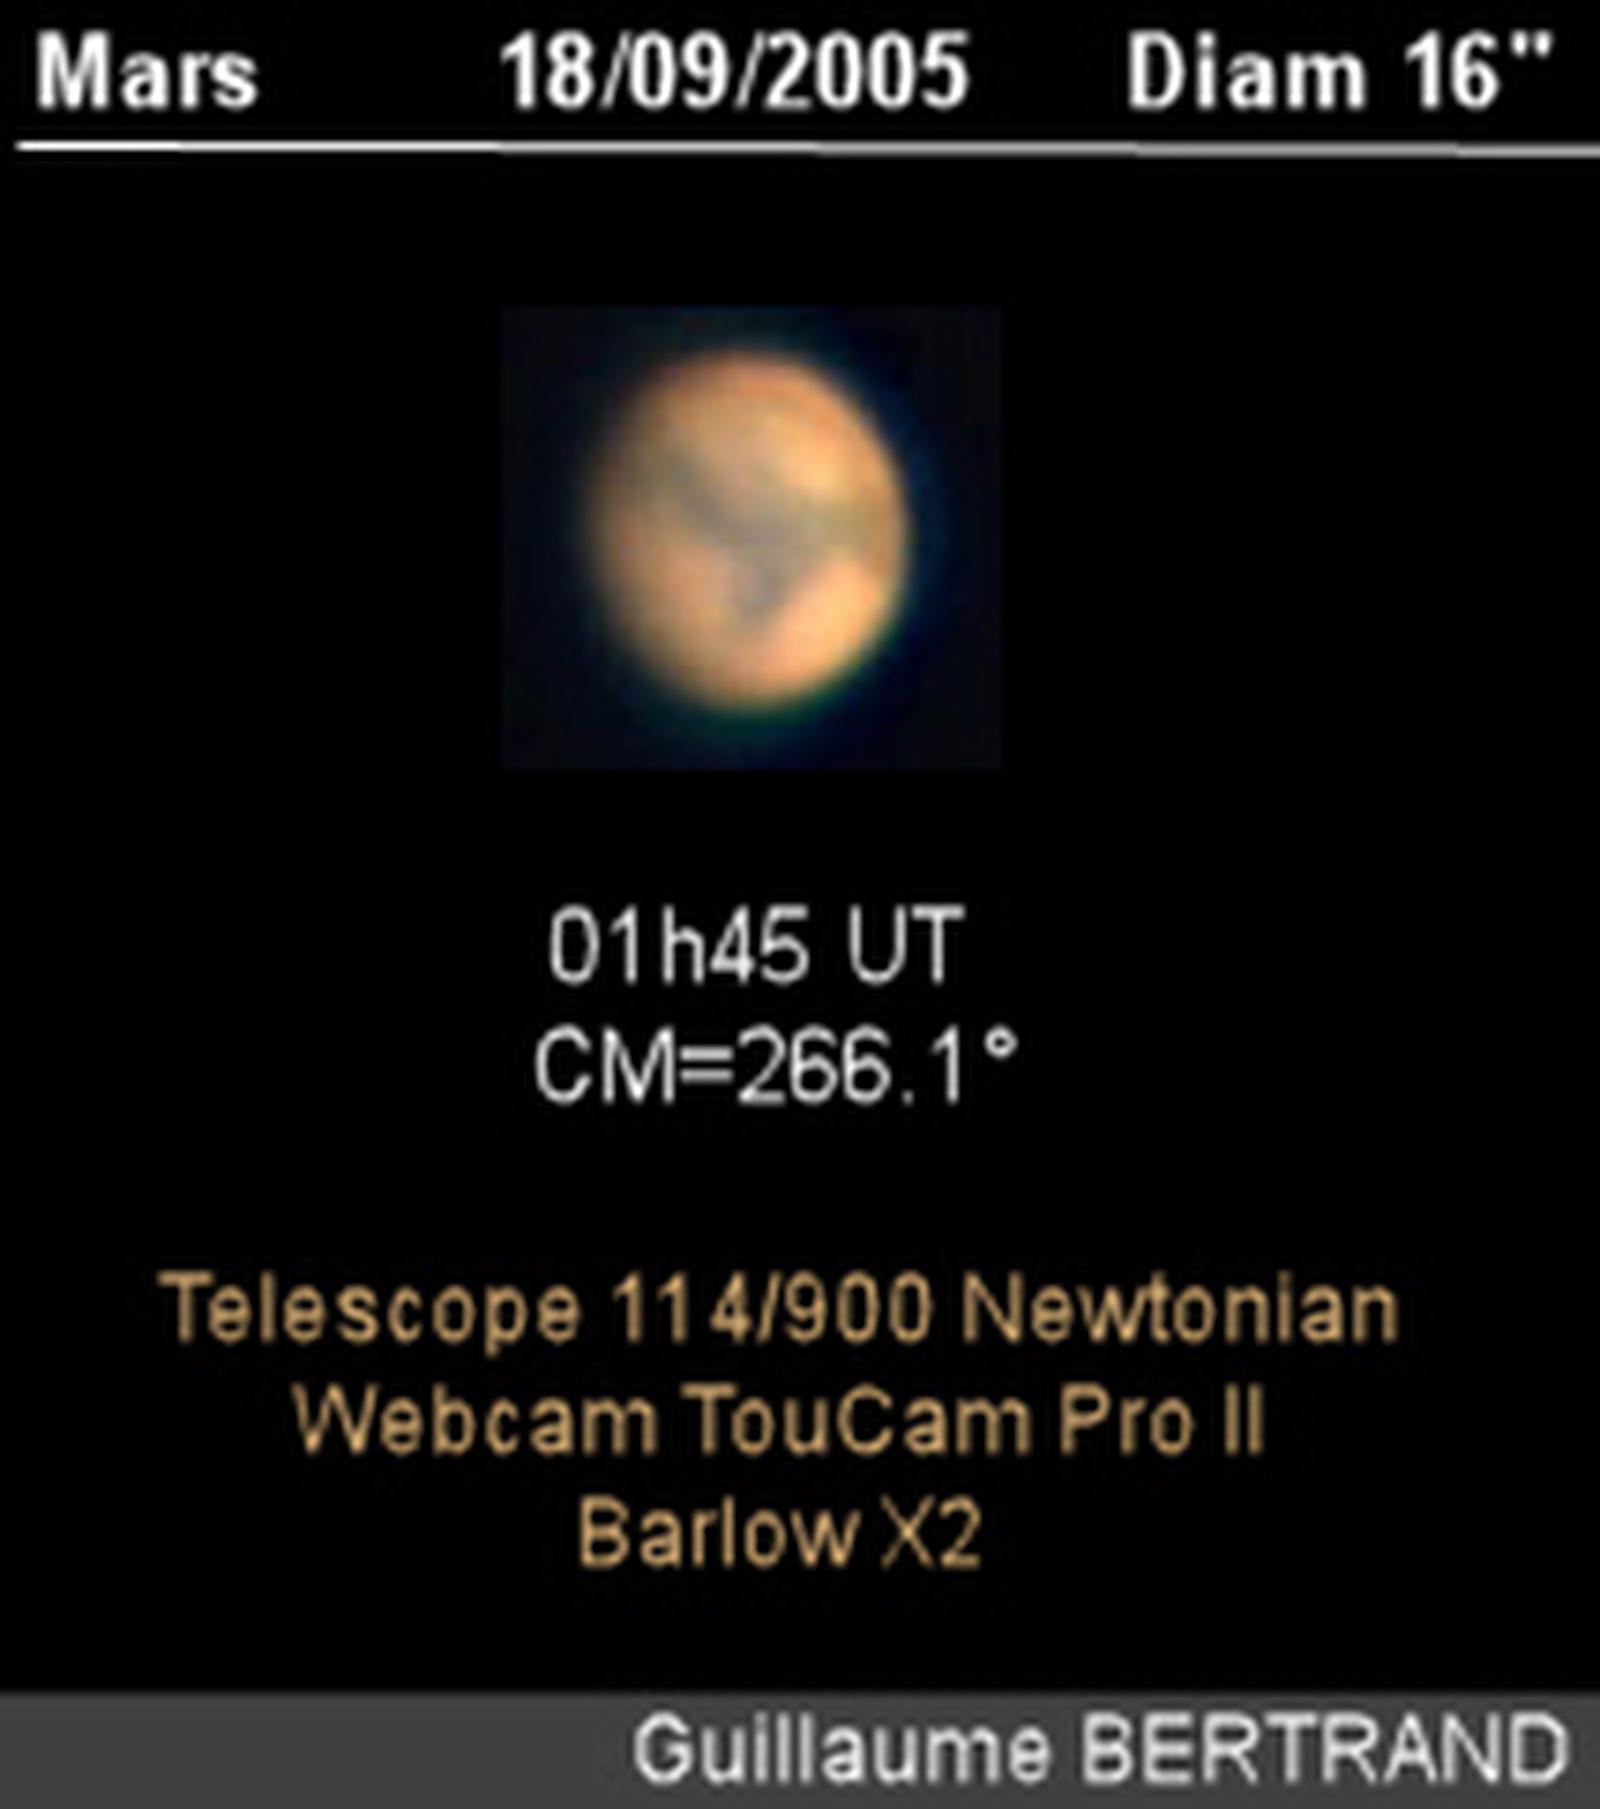 Mars 18/09/2005 Diam 16"
01h45 UT
CM=266.1°
Telescope 114/900 Newtonian
Webcam TouCam Pro II
Barlow X2
Guillaume BERTRAND